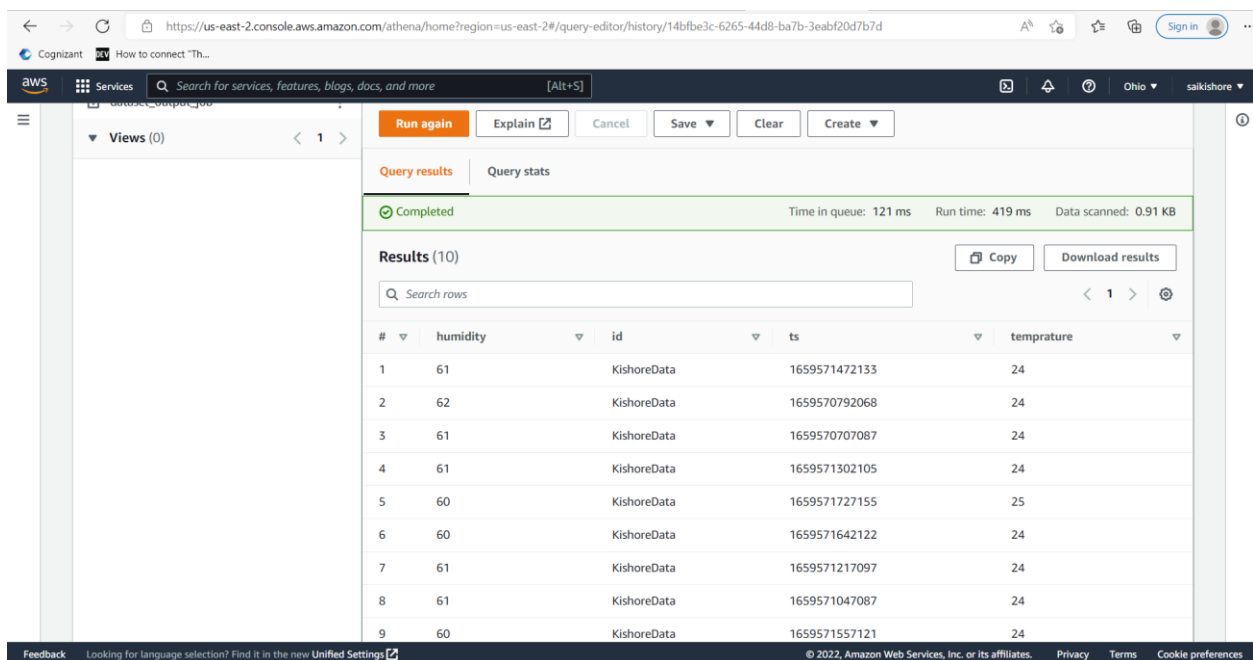 https://us-east-2.console.aws.amazon.com/athena/home?region=us-east-2#/query-editor/history/14bfbe3c-6265-44d8-ba7b-3eabf20d7b7d Sign in
Cognizant DEV How to connect "Th...
aws Services Search for services, features, blogs, docs, and more [Alt+S] Ohio ▼ saikishore ▼
dataset_output_job
▼ Views (0) < 1 > Run again Explain Cancel Save ▼ Clear Create ▼
Query results Query stats
Completed Time in queue: 121 ms Run time: 419 ms Data scanned: 0.91 KB
Results (10) Copy Download results
Search rows < 1 >
# humidity id ts temprature
1 61 KishoreData 1659571472133 24
2 62 KishoreData 1659570792068 24
3 61 KishoreData 1659570707087 24
4 61 KishoreData 1659571302105 24
5 60 KishoreData 1659571727155 25
6 60 KishoreData 1659571642122 24
7 61 KishoreData 1659571217097 24
8 61 KishoreData 1659571047087 24
9 60 KishoreData 1659571557121 24
Feedback Looking for language selection? Find it in the new Unified Settings © 2022, Amazon Web Services, Inc. or its affiliates. Privacy Terms Cookie preferences